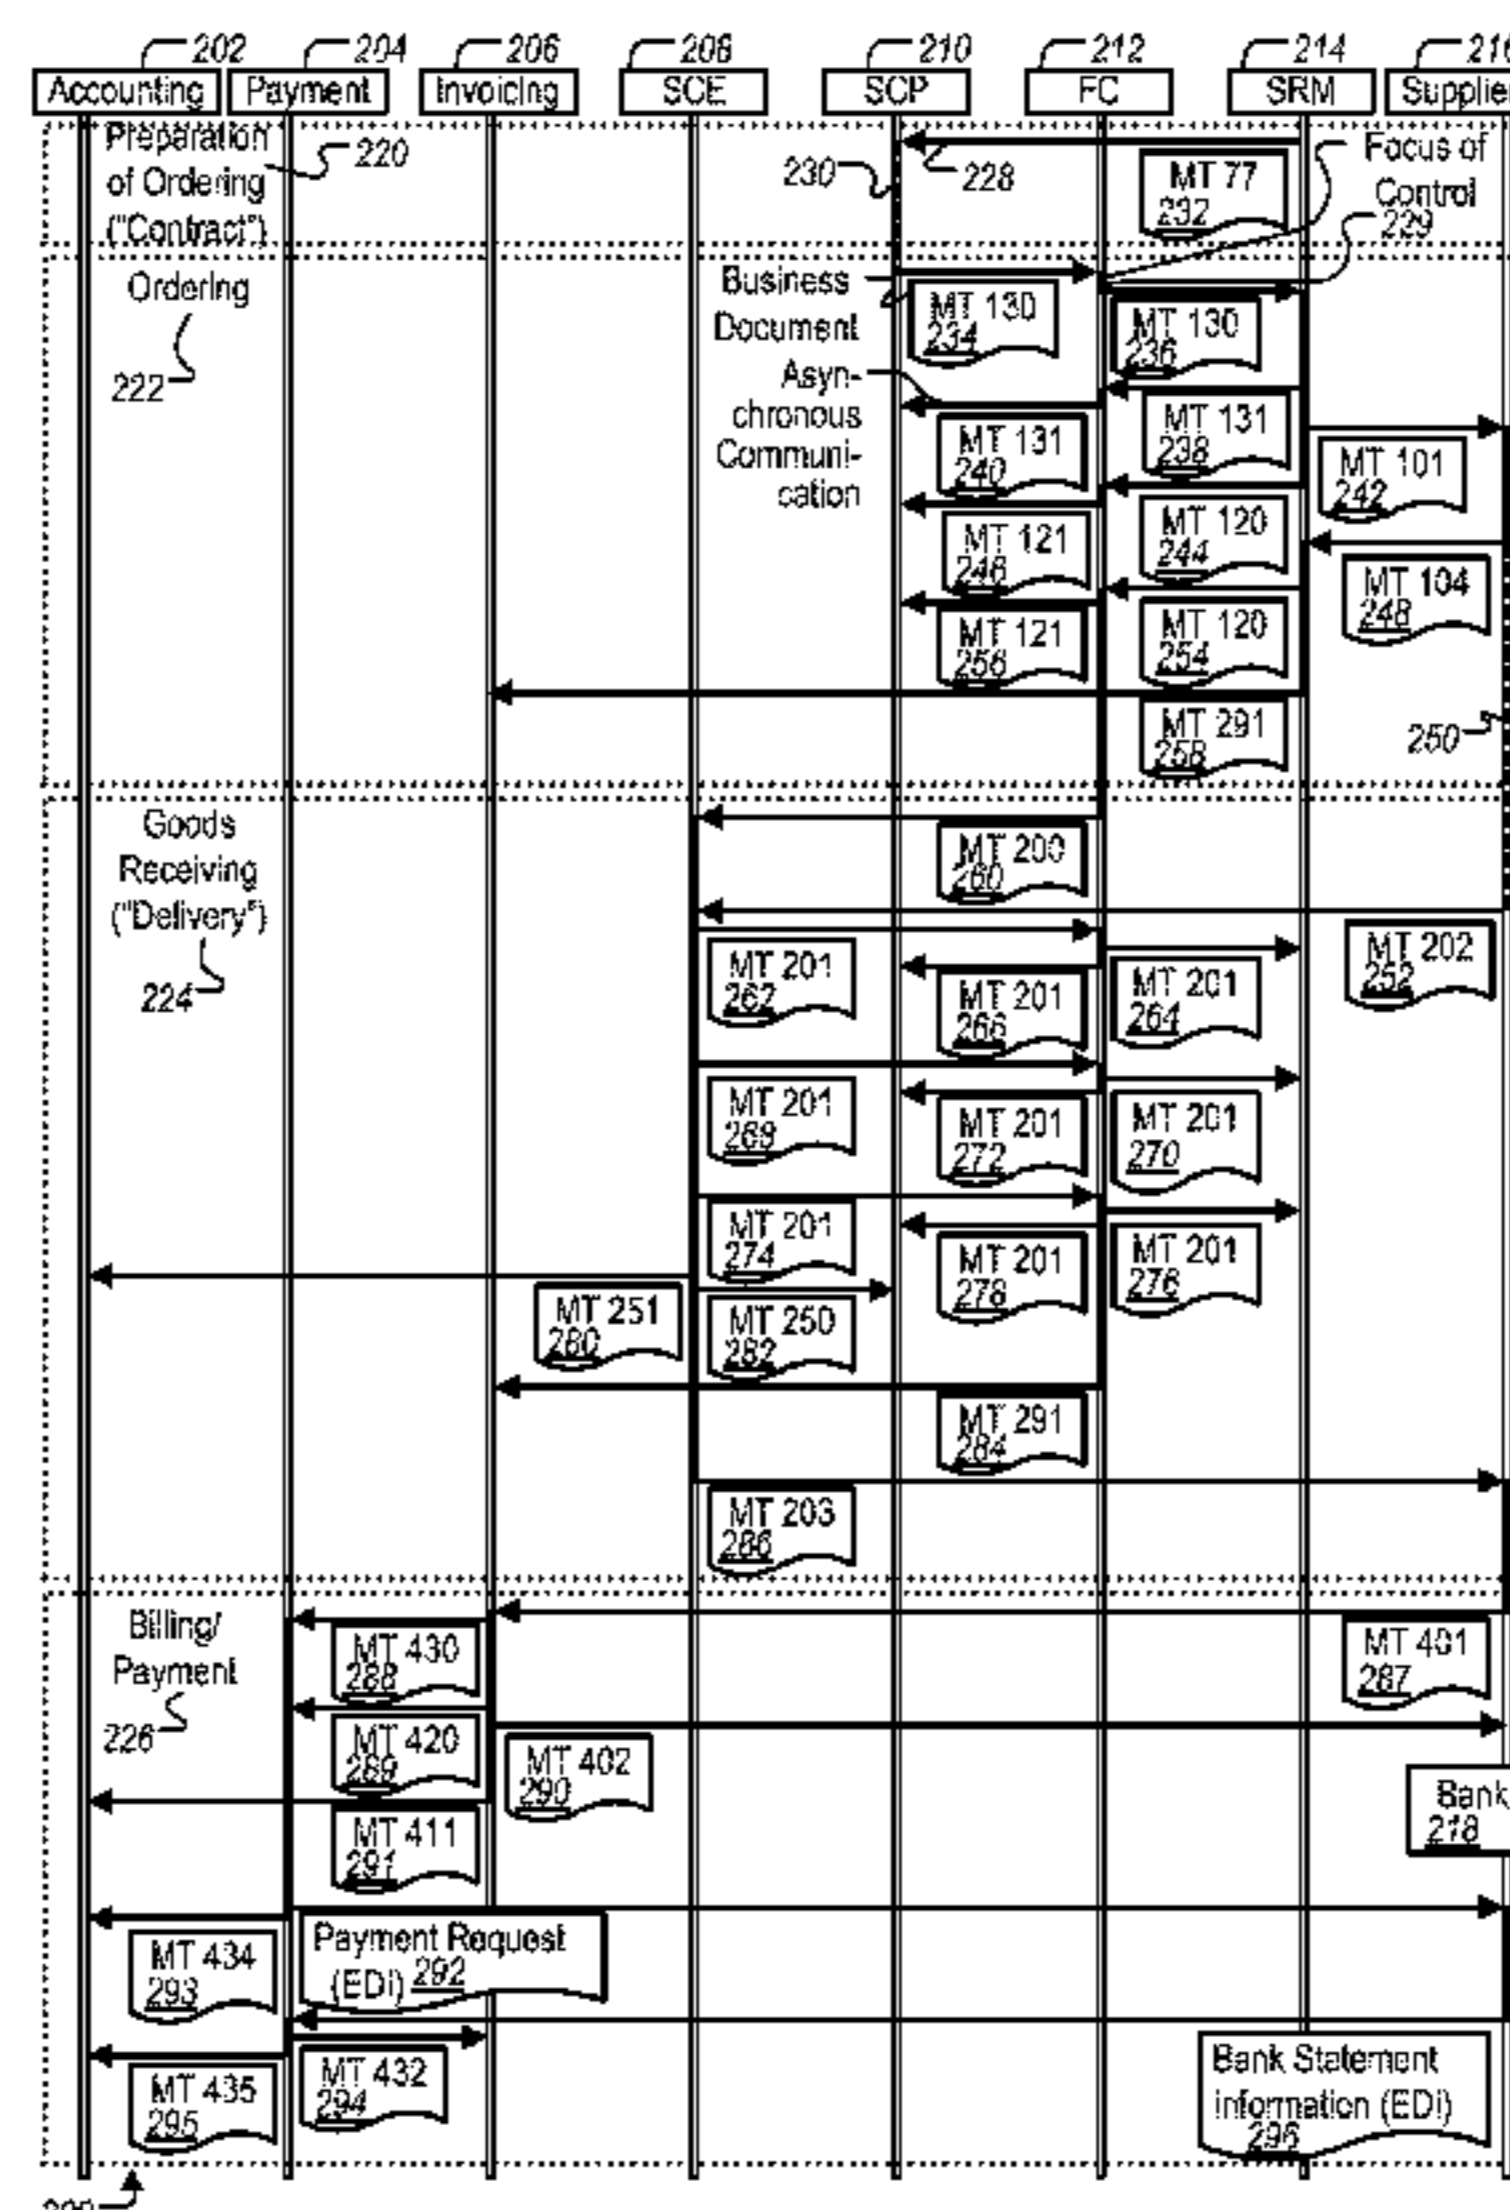 202 204 206 208 210 212 214
Accounting Payment Invoicing SCE SCP FC SRM Supplier
Preparation
of Ordering
("Contract")
220
230
228
MT 77
232
Focus of
Control
229
Ordering
222
Business
Document
MT 130
234
MT 130
236
Asyn-
chronous
Communi-
cation
MT 131
240
MT 131
238
MT 101
242
MT 121
246
MT 120
244
MT 104
248
MT 121
256
MT 120
254
MT 291
258
250
Goods
Receiving
("Delivery")
224
MT 200
260
MT 201
262
MT 201
266
MT 201
264
MT 202
252
MT 201
268
MT 201
272
MT 201
270
MT 201
274
MT 201
278
MT 201
276
MT 251
280
MT 250
282
MT 291
284
MT 203
286
Billing/
Payment
226
MT 430
288
MT 401
287
MT 420
289
MT 402
290
Bank
218
MT 411
291
MT 434
293
Payment Request
(EDI) 292
MT 435
295
MT 432
294
Bank Statement
information (EDI)
296